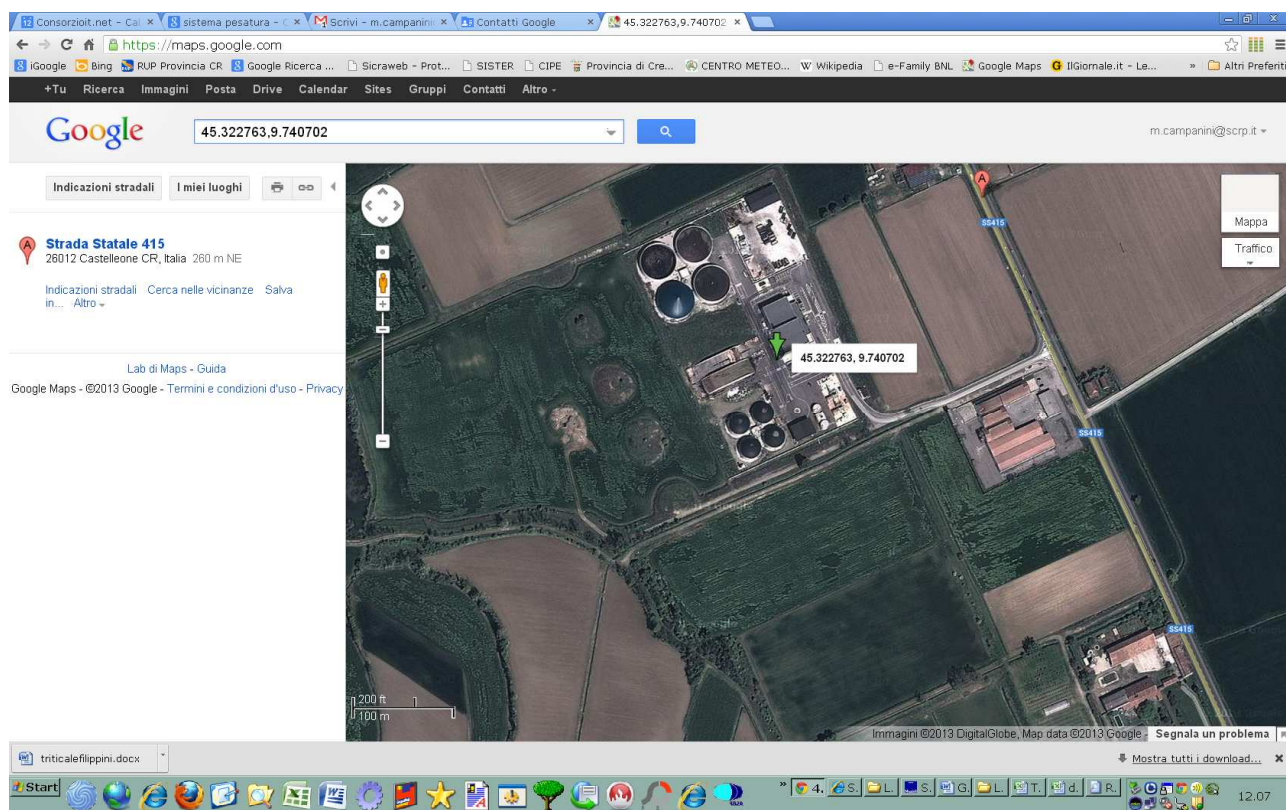 Consorzioit.net - Cal
sistema pesatura - C
Scrivi - m.campanini
Contatti Google
45.322763,9.740702
https://maps.google.com
iGoogle Bing RUP Provincia CR Google Ricerca ... Sicraweb - Prot... SISTER CIPE Provincia di Cre... CENTRO METEO... Wikipedia e-Family BNL Google Maps IlGiornale.it - Le... » Altri Preferiti
+Tu Ricerca Immagini Posta Drive Calendar Sites Gruppi Contatti Altro
Google 45.322763,9.740702 m.campanini@scrp.it
Indicazioni stradali I miei luoghi
A
Strada Statale 415
26012 Castelleone CR, Italia 260 m NE
Indicazioni stradali Cerca nelle vicinanze Salva
in... Altro
Lab di Maps - Guida
Google Maps - ©2013 Google - Termini e condizioni d'uso - Privacy
A
SS415
Mappa
Traffico
45.322763, 9.740702
SS415
SS415
200 ft
100 m
Immagini ©2013 DigitalGlobe, Map data ©2013 Google - Segnala un problema
triticalefilippini.docx
Mostra tutti i download...
Start
» 4. S. L. S. G. L. T. d. R. 12.07